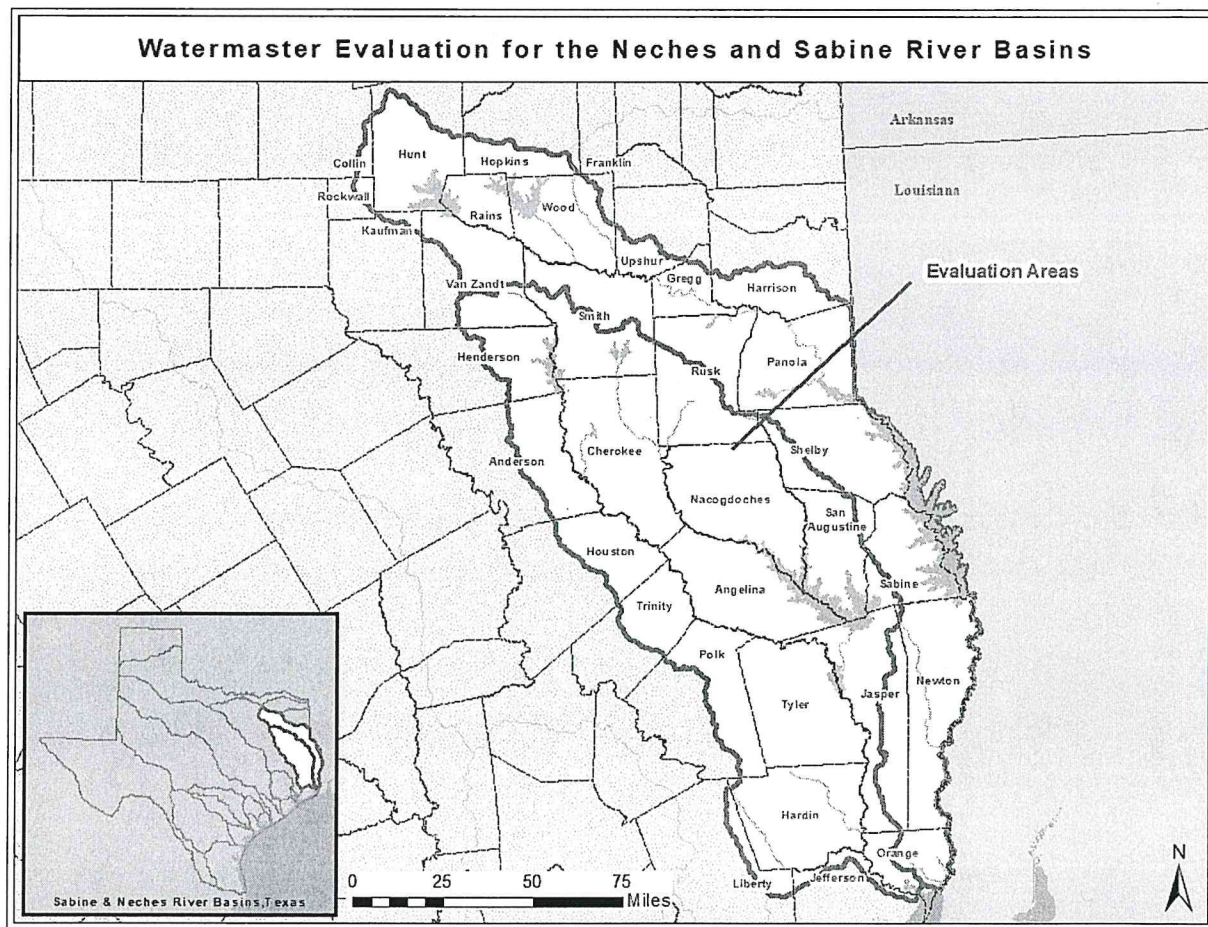 Watermaster Evaluation for the Neches and Sabine River Basins
Arkansas
Louisiana
Collin
Hunt
Hopkins
Franklin
Rockwall
Rains
Wood
Kaufman
Upshur
Gregg
Harrison
Evaluation Areas
Van Zandt
Smith
Henderson
Rusk
Panola
Anderson
Cherokee
Shelby
Nacogdoches
San
Augustine
Houston
Angelina
Sabine
Trinity
Polk
Tyler
Jasper
Newton
Hardin
Orange
Liberty
Jefferson
N
0 25 50 75
Miles
Sabine & Neches River Basins, Texas